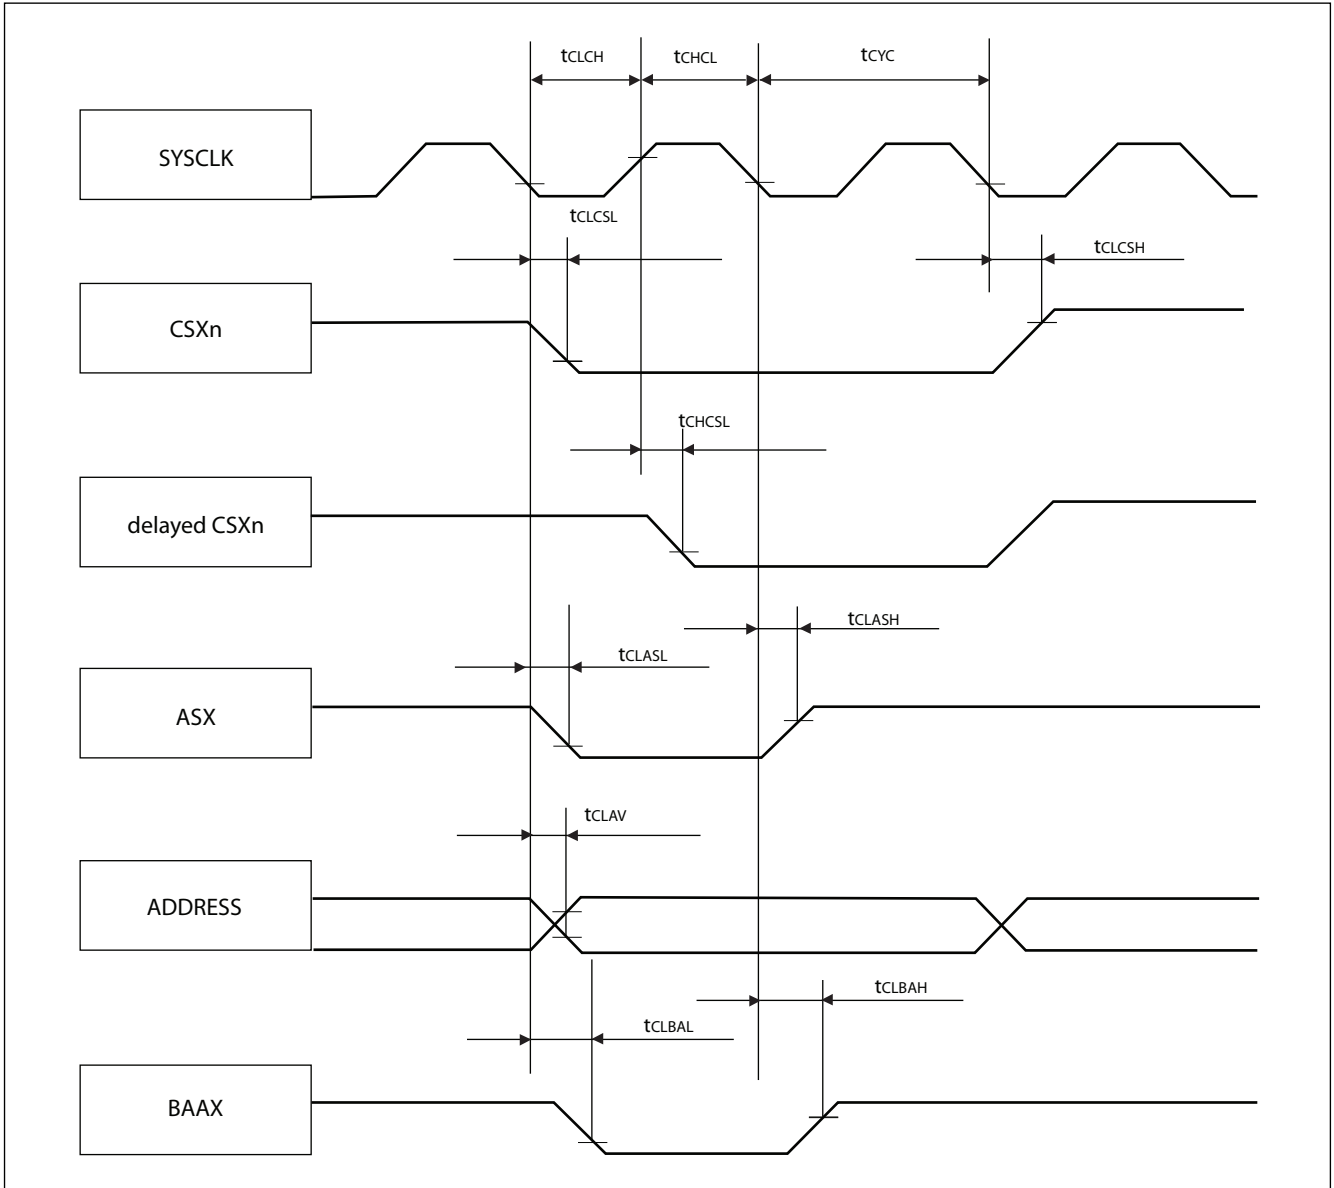 tCLCH
tCHCL
tCYC
SYSCLK
tCLCSL
tCLCSH
CSXn
tCHCSL
delayed CSXn
tCLASH
tCLASL
ASX
tCLAV
ADDRESS
tCLBAH
tCLBAL
BAAX